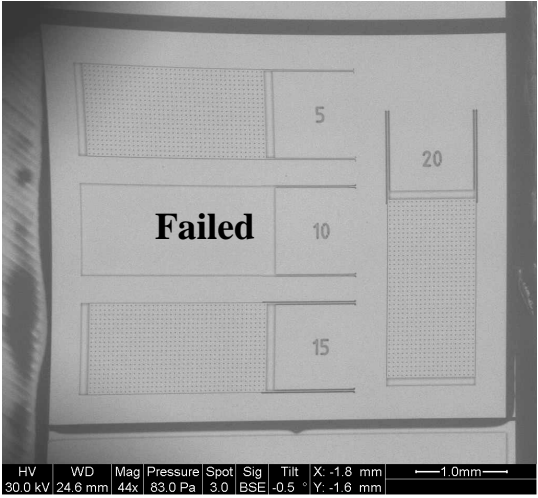 5
20
Failed
10
15
HV WD Mag Pressure Spot Sig Tilt X: -1.8 mm 1.0mm
30.0 kV 24.6 mm 44x 83.0 Pa 3.0 BSE -0.5 ° Y: -1.6 mm